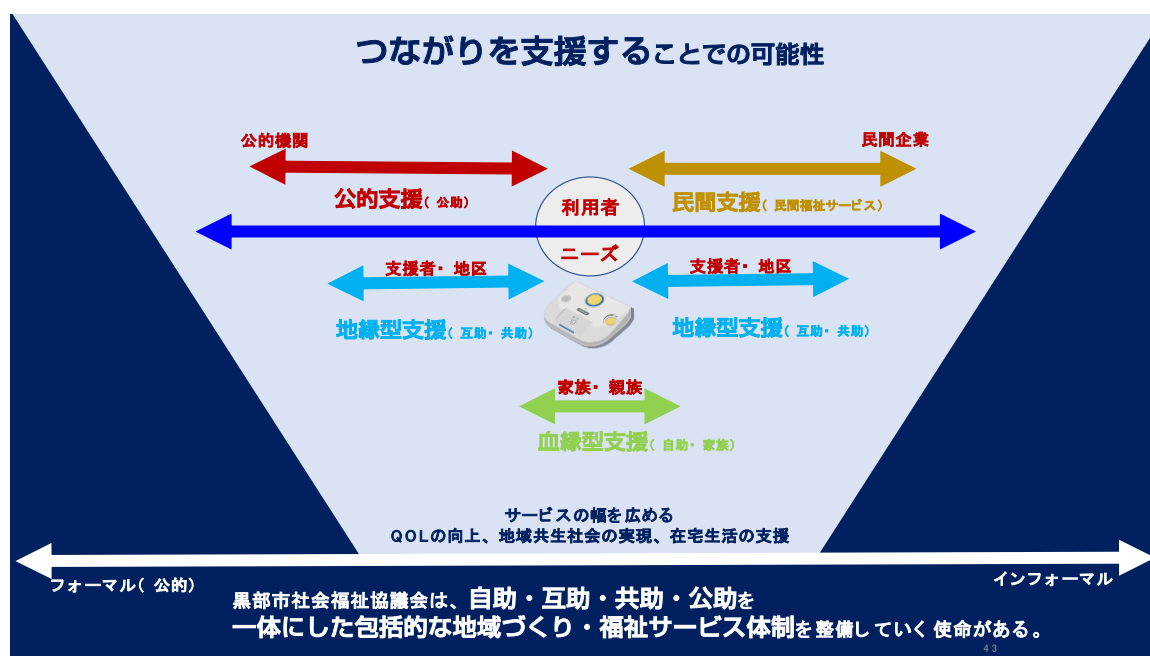 つながりを支援することでの可能性
公的機関
民間企業
公的支援(公助)
利用者
民間支援(民間福祉サービス)
ニーズ
支援者・地区
支援者・地区
地縁型支援(互助・共助)
地縁型支援(互助・共助)
家族・親族
血縁型支援(自助・家族)
サービスの幅を広める
QOLの向上、地域共生社会の実現、在宅生活の支援
フォーマル(公的)
インフォーマル
黒部市社会福祉協議会は、自助・互助・共助・公助を
一体にした包括的な地域づくり・福祉サービス体制を整備していく使命がある。
43